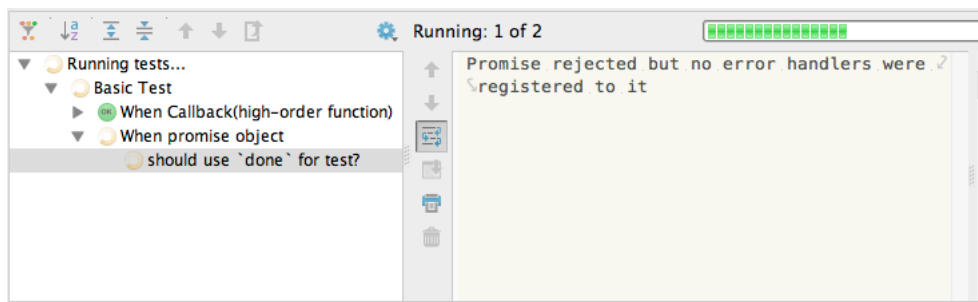 Running: 1 of 2
Running tests...
Basic Test
OK When Callback(high-order function)
When promise object
should use `done` for test?
Promise rejected but no error handlers were
registered to it